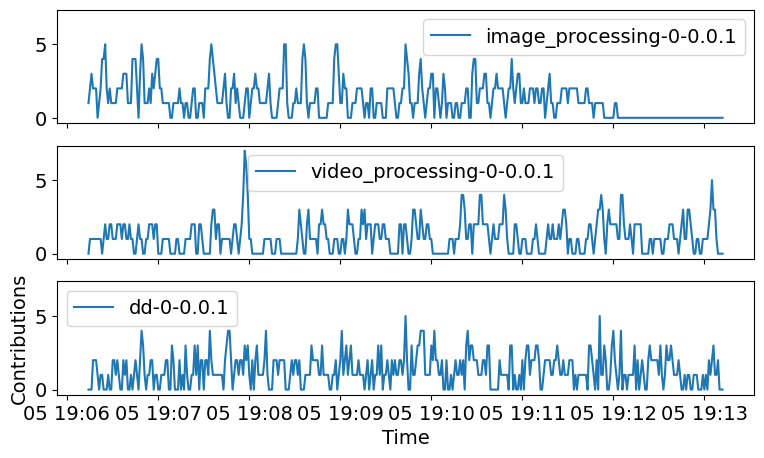 5
0
image_processing-0-0.0.1
5
0
video_processing-0-0.0.1
5
0
dd-0-0.0.1
Contributions
05 19:06 05 19:07 05 19:08 05 19:09 05 19:10 05 19:11 05 19:12 05 19:13
Time